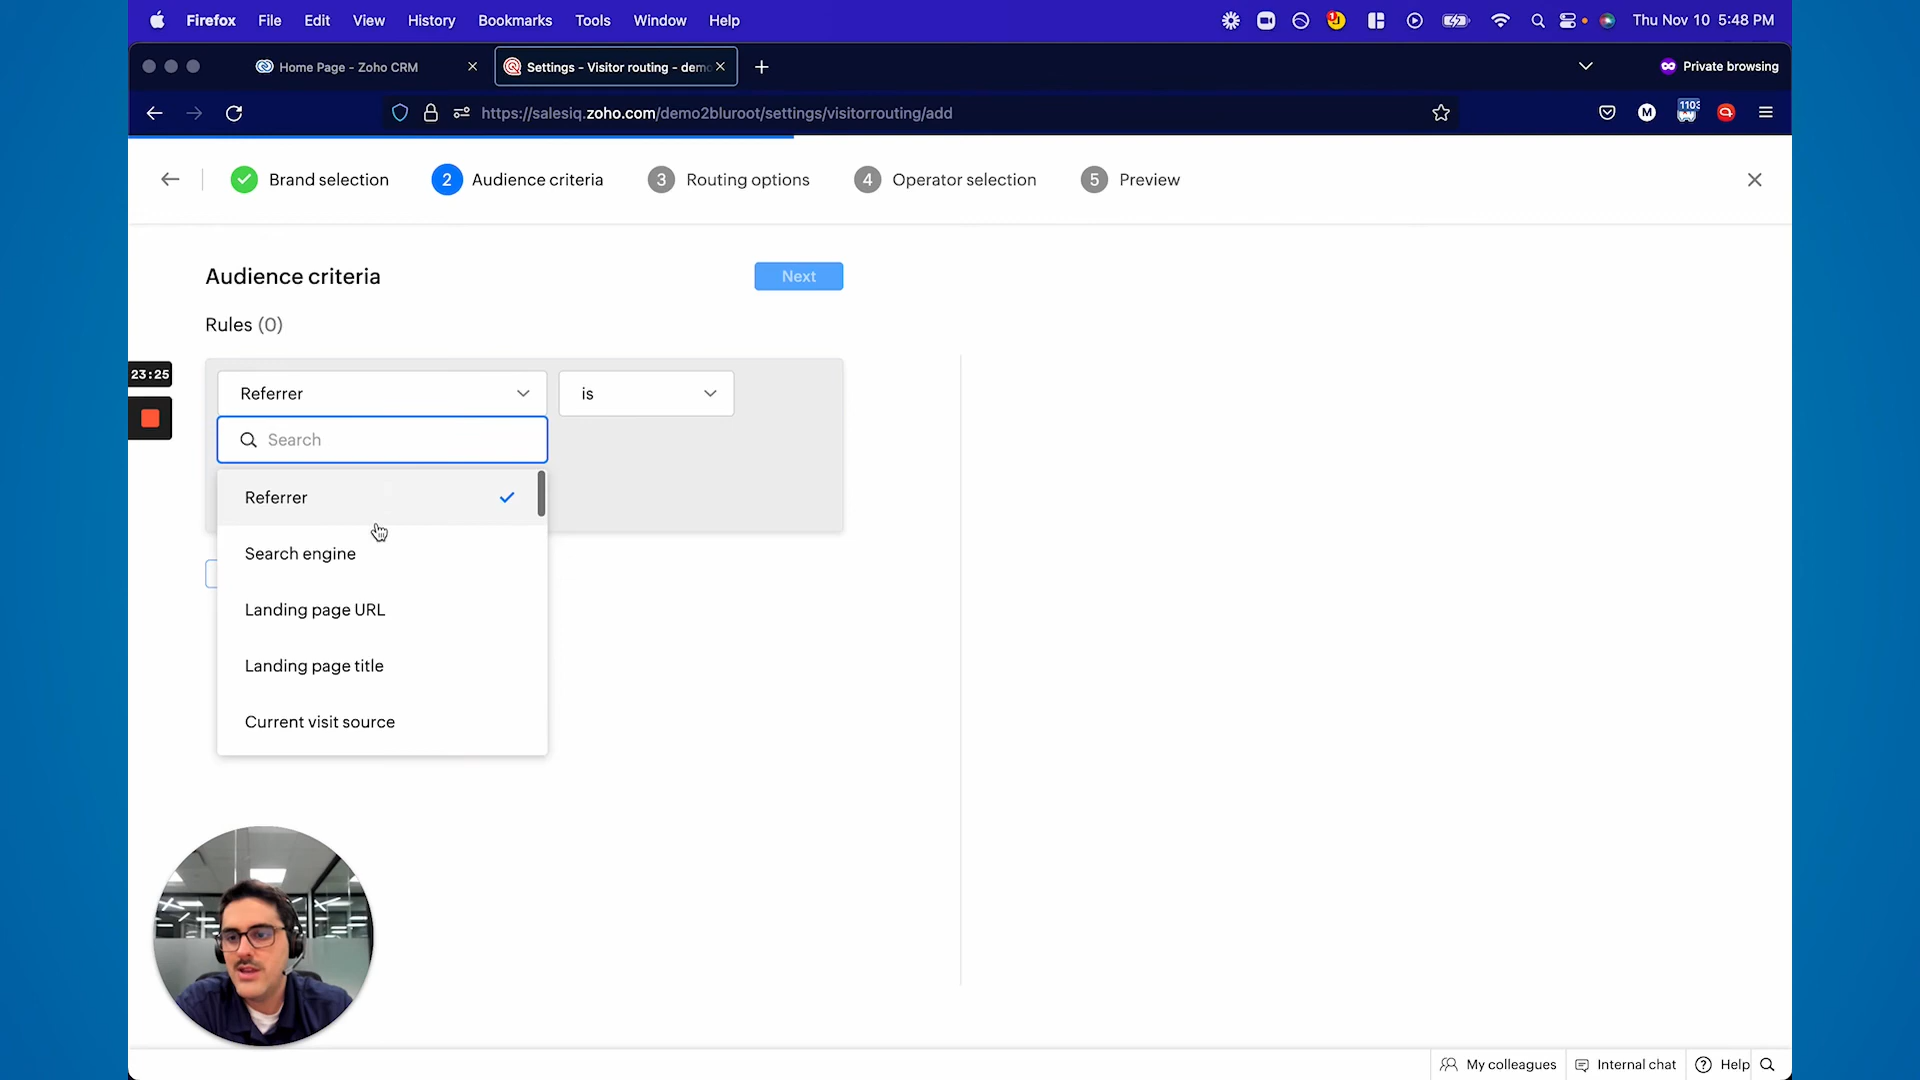 Firefox File Edit View History Bookmarks Tools Window Help Thu Nov 10 5:48 PM
Home Page - Zoho CRM Settings - Visitor routing - dem Private browsing
https://salesiq.zoho.com/demo2bluroot/settings/visitorrouting/add M 1103
Brand selection 2 Audience criteria 3 Routing options 4 Operator selection 5 Preview
Audience criteria Next
Rules (0)
23:25
Referrer is
Search
Referrer
Search engine
Landing page URL
Landing page title
Current visit source
My colleagues Internal chat Help